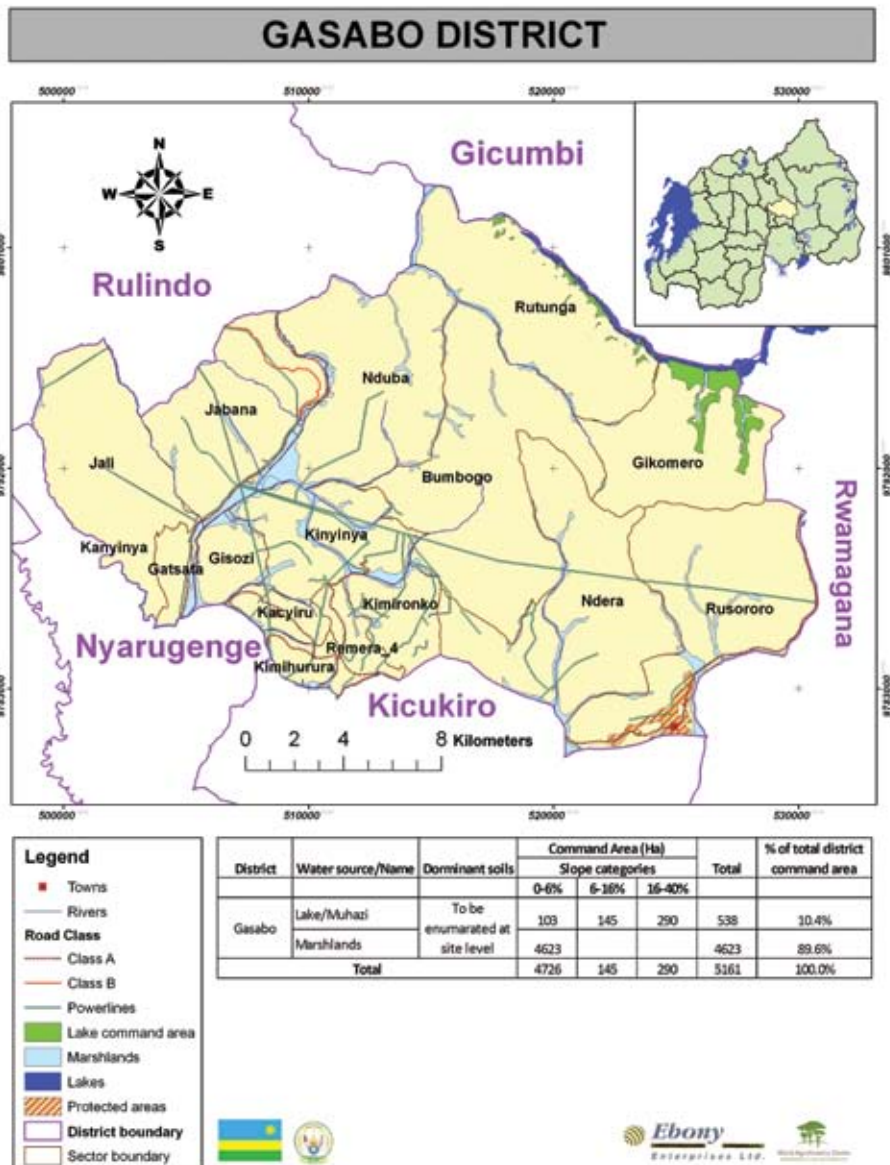 GASABO DISTRICT
500000 510000 520000 530000
N
W E
S
Gicumbi
Rulindo
Rutunga
Nduba
Jabana
Jali
Bumbogo
Gikomero
Rwamagana
Kanyinya
Gatsata
Gisozi
Kinyinya
Kacyiru
Kimironko
Ndera
Rusororo
Nyarugenge
Remera_4
Kimihurura
Kicukiro
0 2 4 8 Kilometers
500000 510000 520000 530000
Legend
Towns
Rivers
Road Class
Class A
Class B
Powerlines
Lake command area
Marshlands
Lakes
Protected areas
District boundary
Sector boundary
District Water source/Name Dorminant soils Command Area (Ha) Total % of total district command area
Slope categories
0-6% 6-16% 16-40%
Gasabo Lake/Muhazi To be enumarated at site level 103 145 290 538 10.4%
Marshlands 4623 4623 89.6%
Total 4726 145 290 5161 100.0%
Ebony
Enterprises Ltd.